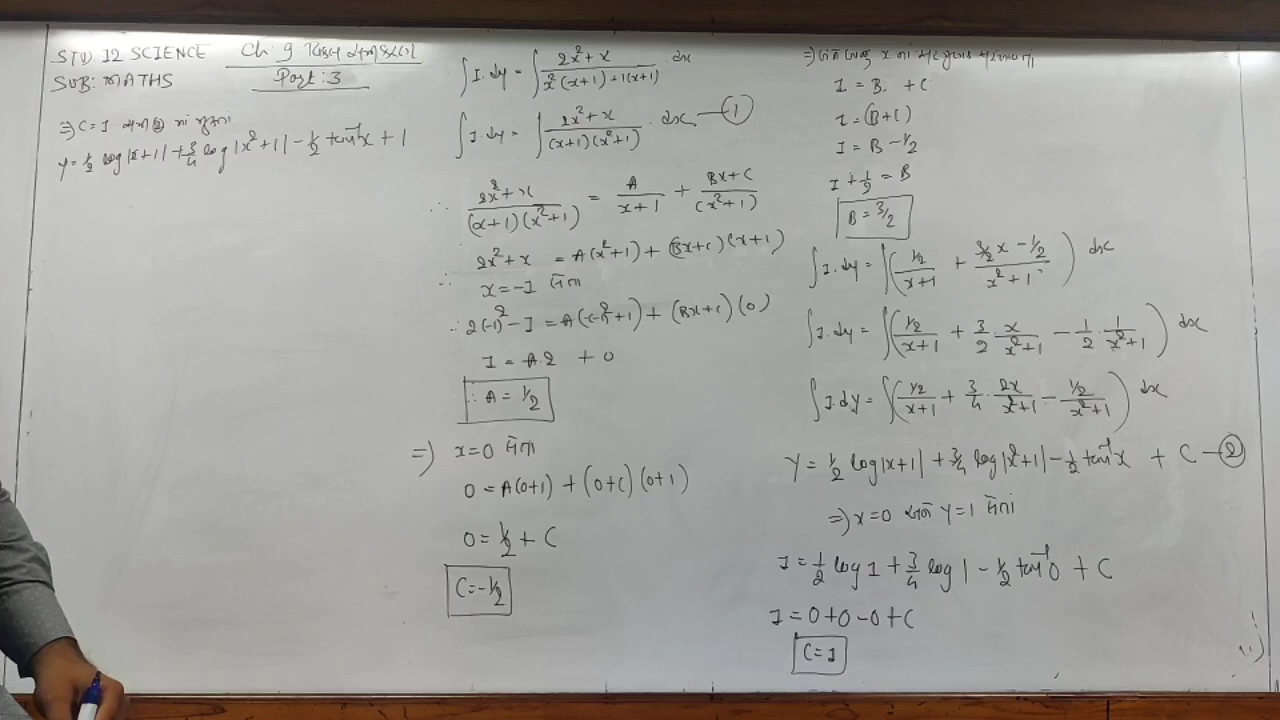 STD 12 SCIENCE Ch 9 વિકલ સમીકરણ
SUB: MATHS Part: 3
⇒ C = 1 સમી② માં મુકતા
y = 1/2 log|x+1| + 3/4 log|x²+1| - 1/2 tan⁻¹x + 1
∫1.dy = ∫ (2x²+x)/(x²(x+1)+1(x+1)) dx
∫1.dy = ∫ (2x²+x)/((x+1)(x²+1)) . dx — ①
∴ (2x²+x)/((x+1)(x²+1)) = A/(x+1) + (Bx+C)/(x²+1)
∴ 2x²+x = A(x²+1) + (Bx+C)(x+1)
x = -1 લેતા
∴ 2(-1)² - 1 = A((-1)²+1) + (Bx+C)(0)
1 = A.2 + 0
∴ A = 1/2
⇒ x=0 લેતા
0 = A(0+1) + (0+C)(0+1)
0 = 1/2 + C
C = -1/2
⇒ x ના
1 = B + C
1 = (B+C)
1 = B - 1/2
1 + 1/2 = B
B = 3/2
∫1.dy = ∫( (1/2)/(x+1) + (3/2 x - 1/2)/(x²+1) ) dx
∫1.dy = ∫( (1/2)/(x+1) + 3/2 . x/(x²+1) - 1/2 . 1/(x²+1) ) dx
∫1.dy = ∫( (1/2)/(x+1) + 3/4 . 2x/(x²+1) - (1/2)/(x²+1) ) dx
y = 1/2 log|x+1| + 3/4 log|x²+1| - 1/2 tan⁻¹x + C — ②
⇒ x=0 અને y=1 લેતાં
1 = 1/2 log 1 + 3/4 log 1 - 1/2 tan⁻¹0 + C
1 = 0+0-0+C
C = 1